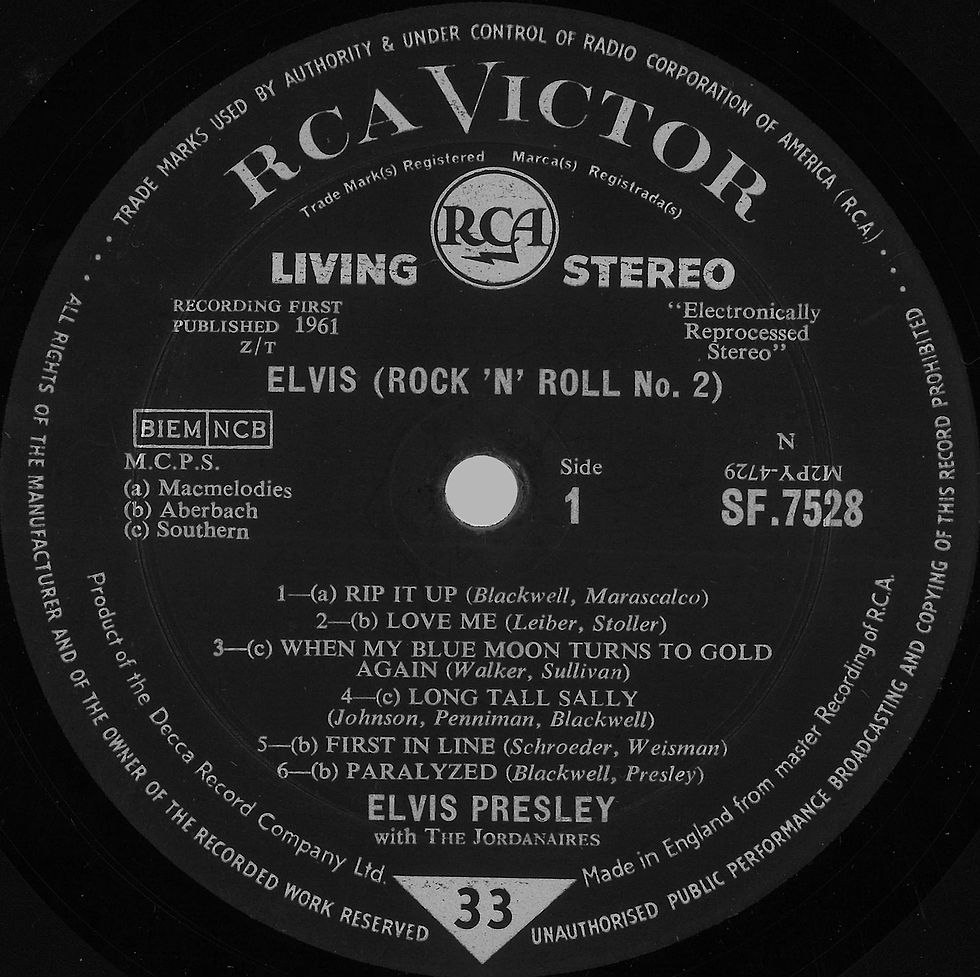 TRADE MARKS USED BY AUTHORITY & UNDER CONTROL OF RADIO CORPORATION OF AMERICA (RCA)
RCA VICTOR
Trade Mark(s) Registered Marca(s) Registrada(s)
RCA
LIVING STEREO
RECORDING FIRST
PUBLISHED 1961
Z/T
"Electronically
Reprocessed
Stereo"
ELVIS (ROCK 'N' ROLL No. 2)
BIEM NCB
M.C.P.S.
(a) Macmelodies
(b) Aberbach
(c) Southern
Side
1
N
M2PY-4729
SF.7528
1—(a) RIP IT UP (Blackwell, Marascalco)
2—(b) LOVE ME (Leiber, Stoller)
3—(c) WHEN MY BLUE MOON TURNS TO GOLD
AGAIN (Walker, Sullivan)
4—(c) LONG TALL SALLY
(Johnson, Penniman, Blackwell)
5—(b) FIRST IN LINE (Schroeder, Weisman)
6—(b) PARALYZED (Blackwell, Presley)
ELVIS PRESLEY
with THE JORDANAIRES
Product of the Decca Record Company Ltd.
Made in England from master Recording of R.C.A.
33
ALL RIGHTS OF THE MANUFACTURER AND OF THE OWNER OF THE RECORDED WORK RESERVED
UNAUTHORISED PUBLIC PERFORMANCE BROADCASTING AND COPYING OF THIS RECORD PROHIBITED